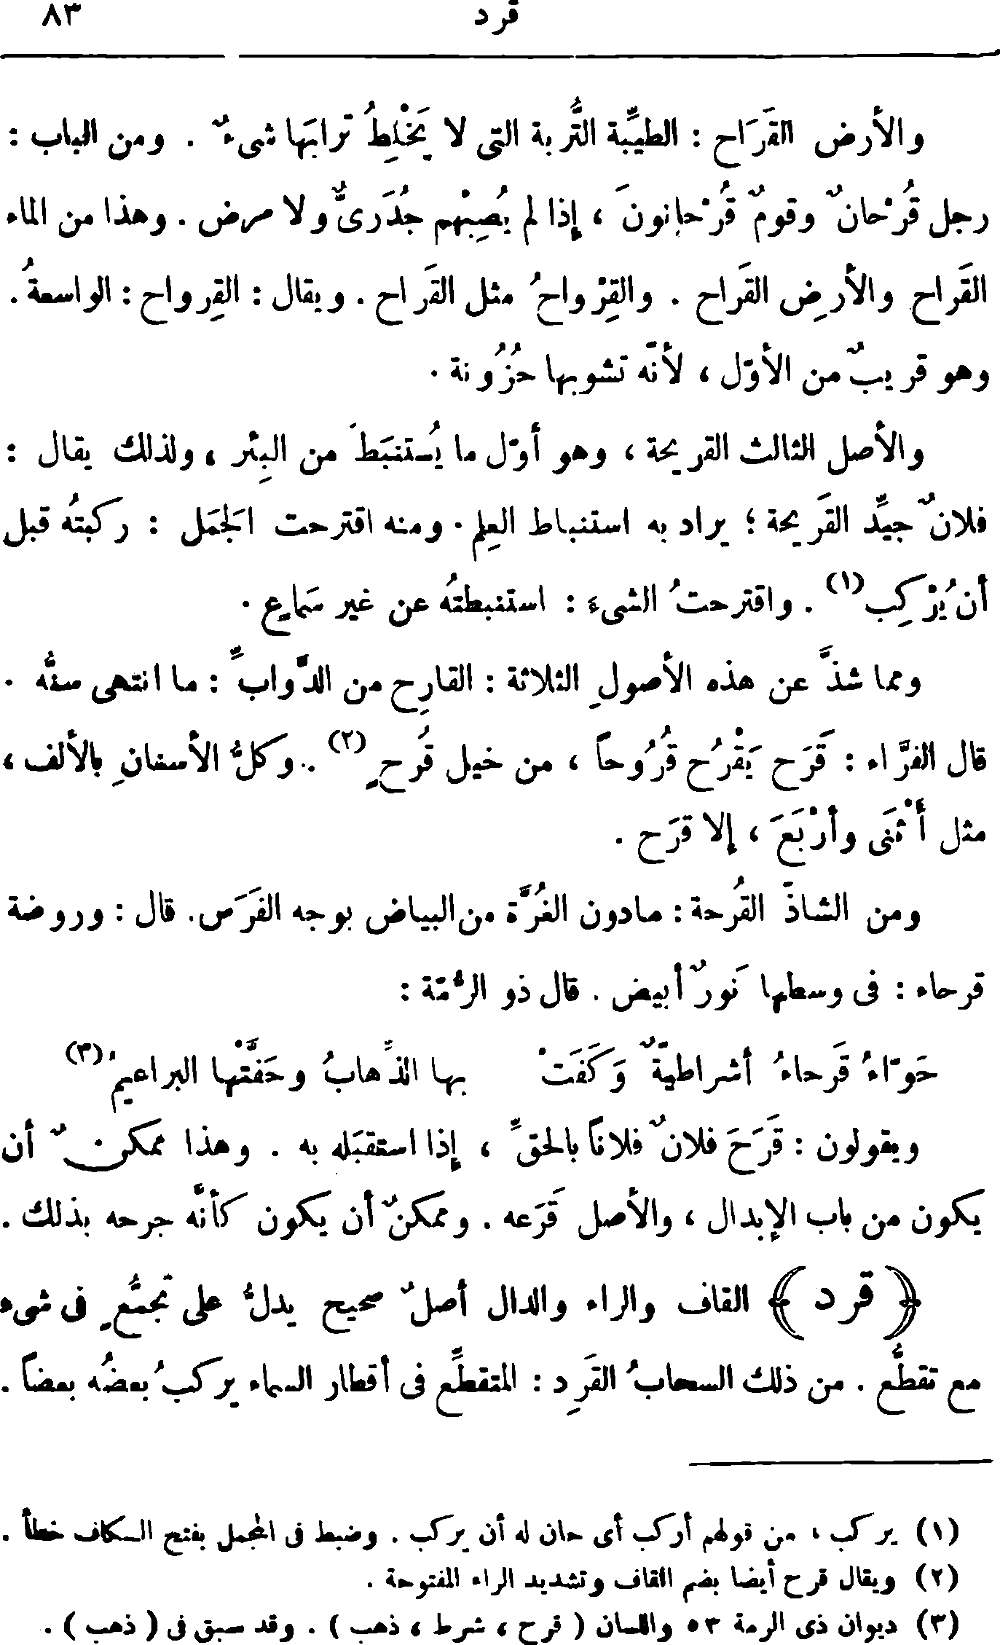 قرد ٨٣
والأرض القَرَاح : الطيِّبة التُّربة التى لا يَخْلِطُ ترابَها شىءٌ . ومن الباب :
رجل قُرْحانٌ وقومٌ قُرْحانونَ ، إذا لم يُصِبْهم جُدَرىٌّ ولا مرض . وهذا من الماء
القَراح والأرضِ القَراح . والقِرْواحُ مثل القَراح . ويقال : القِرواح : الواسعةُ .
وهو قريبٌ من الأوّل ، لأنّه تشوبها حُزُونة .
والأصل الثالث القريحة ، وهو أوّل ما يُستنبَطَ من البِئر ، ولذلك يقال :
فلانٌ جيِّد القَريحة ؛ يراد به استنباط العِلم . ومنه اقترحت الجَمَل : ركبتُه قبل
أن يُرْكِب (١) . واقترحتُ الشىء : استنبطتُه عن غير سَماعٍ .
ومما شذَّ عن هذه الأصولِ الثلاثة : القارِح من الدَّوابِّ : ما انتهى سنُّه .
قال الفرَّاء : قَرَح يَقْرُح قُرُوحاً ، من خيل قُرحٍ (٢) . وكلُّ الأسنانِ بالألف ،
مثل أَثْنَى وأرْبَعَ ، إلا قرَح .
ومن الشاذّ القُرحة : مادون الغُرَّة من البياض بوجه الفَرَس . قال : وروضة
قرحاء : فى وسطها نَورٌ أبيض . قال ذو الرُّمّة :
حَوّاءُ قَرحاءُ أشراطيّةٌ وَكَفَتْ بها الذِّهابُ وحَفَّتْها البراعيمُ (٣)
ويقولون : قَرَحَ فلانٌ فلاناً بالحقِّ ، إذا استقبَله به . وهذا ممكنٌ أن
يكون من باب الإبدال ، والأصل قَرَعه . وممكنٌ أن يكون كأنَّه جرحه بذلك .
﴿ قرد ﴾ القاف والراء والدال أصلٌ صحيح يدلُّ على تجمُّعٍ فى شىء
مع تقطُّع . من ذلك السحابُ القَرِد : المتقطِّع فى أقطار السماء يركبُ بعضُه بعضاً .
(١) يركب ، من قولهم أركب أى حان له أن يركب . وضبط فى المجمل بفتح الكاف خطأ .
(٢) ويقال قرح أيضا بضم القاف وتشديد الراء المفتوحة .
(٣) ديوان ذى الرمة ٥٣ واللسان ( قرح ، شرط ، ذهب ) . وقد سبق فى ( ذهب ) .